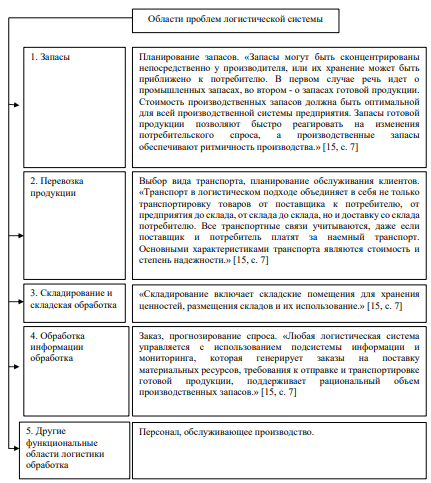 Области проблем логистической системы
1. Запасы
Планирование запасов. «Запасы могут быть сконцентрированы
непосредственно у производителя, или их хранение может быть
приближено к потребителю. В первом случае речь идет о
промышленных запасах, во втором - о запасах готовой продукции.
Стоимость производственных запасов должна быть оптимальной
для всей производственной системы предприятия. Запасы готовой
продукции позволяют быстро реагировать на изменения
потребительского спроса, а производственные запасы
обеспечивают ритмичность производства.» [15, с. 7]
2. Перевозка
продукции
Выбор вида транспорта, планирование обслуживания клиентов.
«Транспорт в логистическом подходе объединяет в себя не только
транспортировку товаров от поставщика к потребителю, от
предприятия до склада, от склада до склада, но и доставку со склада
потребителю. Все транспортные связи учитываются, даже если
поставщик и потребитель платят за наемный транспорт.
Основными характеристиками транспорта являются стоимость и
степень надежности.» [15, с. 7]
3. Складирование и
складская обработка
«Складирование включает складские помещения для хранения
ценностей, размещения складов и их использование.» [15, с. 7]
4. Обработка
информации
обработка
Заказ, прогнозирование спроса. «Любая логистическая система
управляется с использованием подсистемы информации и
мониторинга, которая генерирует заказы на поставку
материальных ресурсов, требования к отправке и транспортировке
готовой продукции, поддерживает рациональный объем
производственных запасов.» [15, с. 7]
5. Другие
функциональные
области логистики
обработка
Персонал, обслуживающее производство.